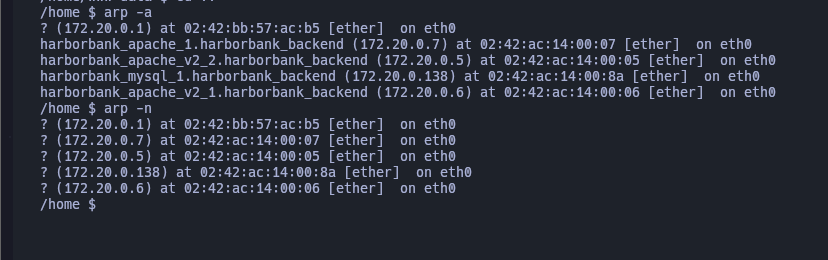 /home $ arp -a
? (172.20.0.1) at 02:42:bb:57:ac:b5 [ether]  on eth0
harborbank_apache_1.harborbank_backend (172.20.0.7) at 02:42:ac:14:00:07 [ether]  on eth0
harborbank_apache_v2_2.harborbank_backend (172.20.0.5) at 02:42:ac:14:00:05 [ether]  on eth0
harborbank_mysql_1.harborbank_backend (172.20.0.138) at 02:42:ac:14:00:8a [ether]  on eth0
harborbank_apache_v2_1.harborbank_backend (172.20.0.6) at 02:42:ac:14:00:06 [ether]  on eth0
/home $ arp -n
? (172.20.0.1) at 02:42:bb:57:ac:b5 [ether]  on eth0
? (172.20.0.7) at 02:42:ac:14:00:07 [ether]  on eth0
? (172.20.0.5) at 02:42:ac:14:00:05 [ether]  on eth0
? (172.20.0.138) at 02:42:ac:14:00:8a [ether]  on eth0
? (172.20.0.6) at 02:42:ac:14:00:06 [ether]  on eth0
/home $